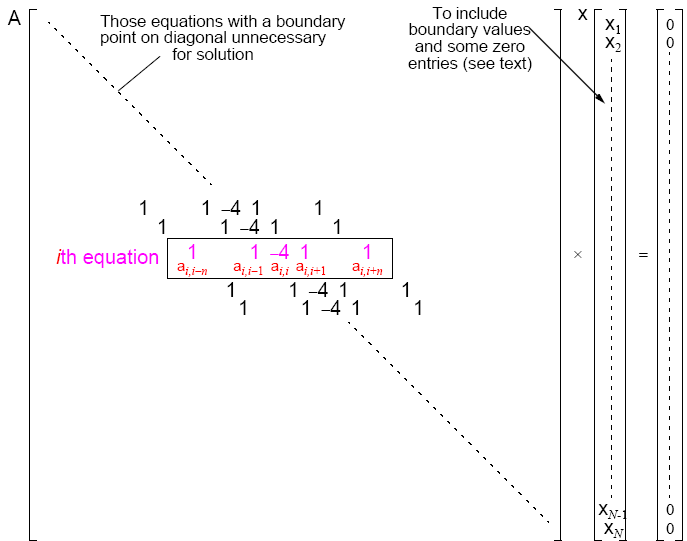 A
Those equations with a boundary
point on diagonal unnecessary
for solution
To include
boundary values
and some zero
entries (see text)
x
x1
x2
0
0
1 1 –4 1 1
1 1 –4 1 1
ith equation 1 1 –4 1 1
ai,i–n ai,i–1 ai,i ai,i+1 ai,i+n
× =
1 1 –4 1 1
1 1 –4 1 1
xN-1 0
xN 0